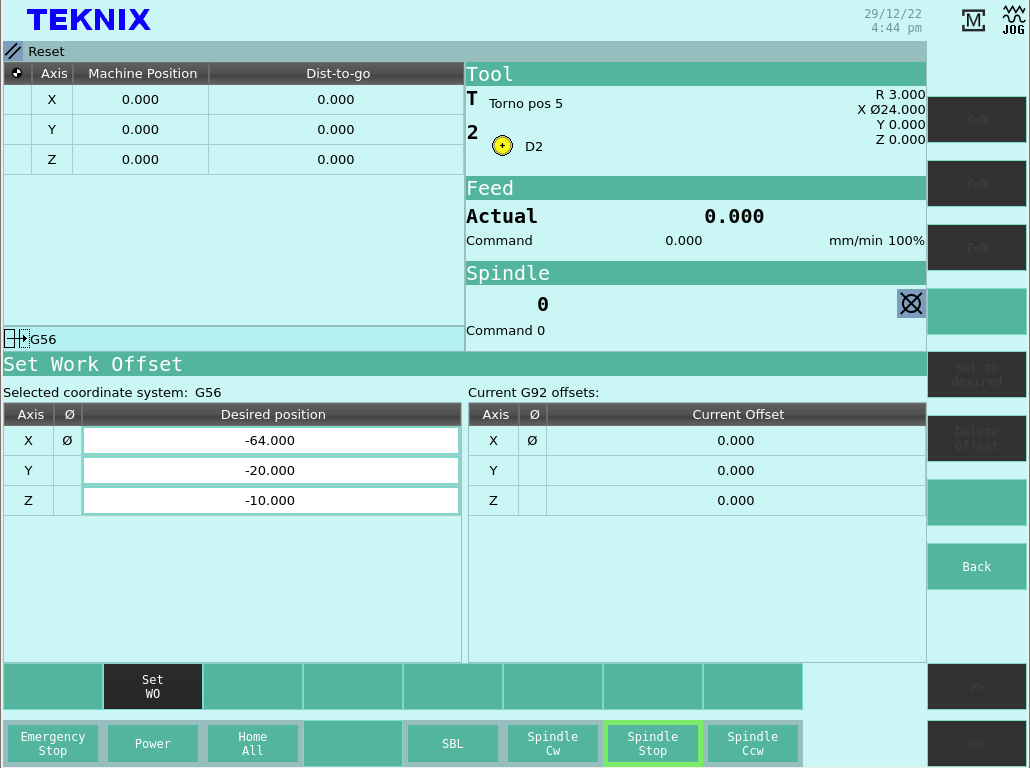 TEKNIX
29/12/22
4:44 pm
M
JOG
Reset
Axis Machine Position Dist-to-go
X 0.000 0.000
Y 0.000 0.000
Z 0.000 0.000
G56
Tool
T Torno pos 5
2 D2
R 3.000
X Ø24.000
Y 0.000
Z 0.000
Feed
Actual 0.000
Command 0.000 mm/min 100%
Spindle
0
Command 0
Set Work Offset
Selected coordinate system: G56
Axis Ø Desired position
X Ø -64.000
Y -20.000
Z -10.000
Current G92 offsets:
Axis Ø Current Offset
X Ø 0.000
Y 0.000
Z 0.000
X=0
Y=0
Z=0
Set to
desired
Delete
offset
Back
>>
>>
Set
WO
Emergency
Stop
Power
Home
All
SBL
Spindle
Cw
Spindle
Stop
Spindle
Ccw